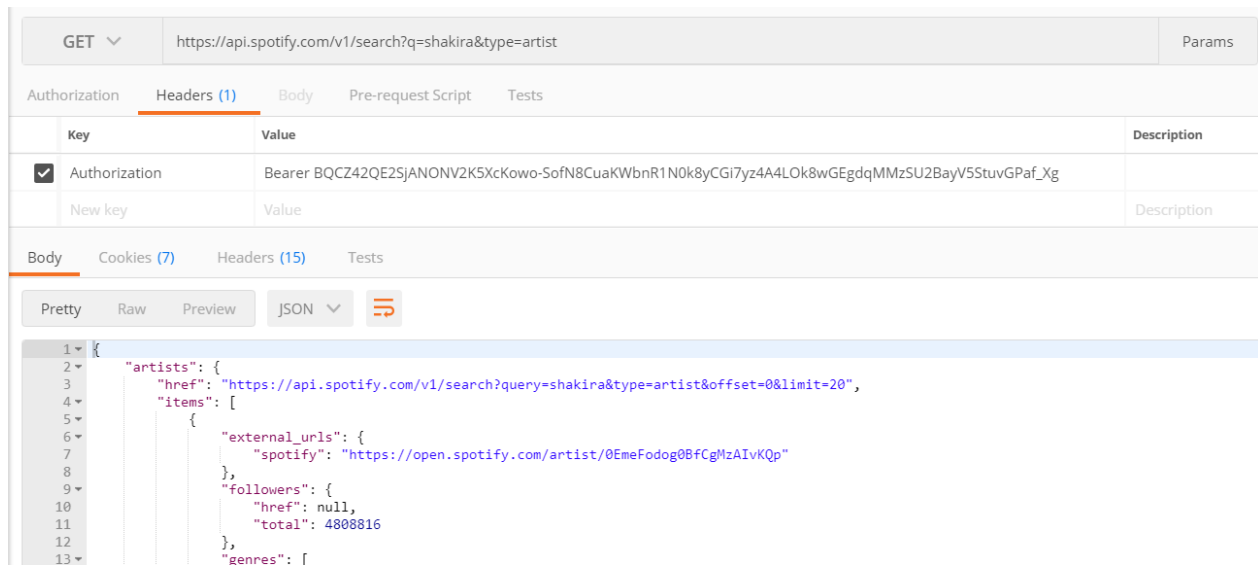 GET https://api.spotify.com/v1/search?q=shakira&type=artist Params
Authorization Headers (1) Body Pre-request Script Tests
Key Value Description
Authorization Bearer BQCZ42QE2SjANONV2K5XcKowo-SofN8CuaKWbnR1N0k8yCGi7yz4A4LOk8wGEgdqMMzSU2BayV5StuvGPaf_Xg
New key Value Description
Body Cookies (7) Headers (15) Tests
Pretty Raw Preview JSON
1 {
2 "artists": {
3 "href": "https://api.spotify.com/v1/search?query=shakira&type=artist&offset=0&limit=20",
4 "items": [
5 {
6 "external_urls": {
7 "spotify": "https://open.spotify.com/artist/0EmeFodog0BfCgMzAIvKQp"
8 },
9 "followers": {
10 "href": null,
11 "total": 4808816
12 },
13 "genres": [